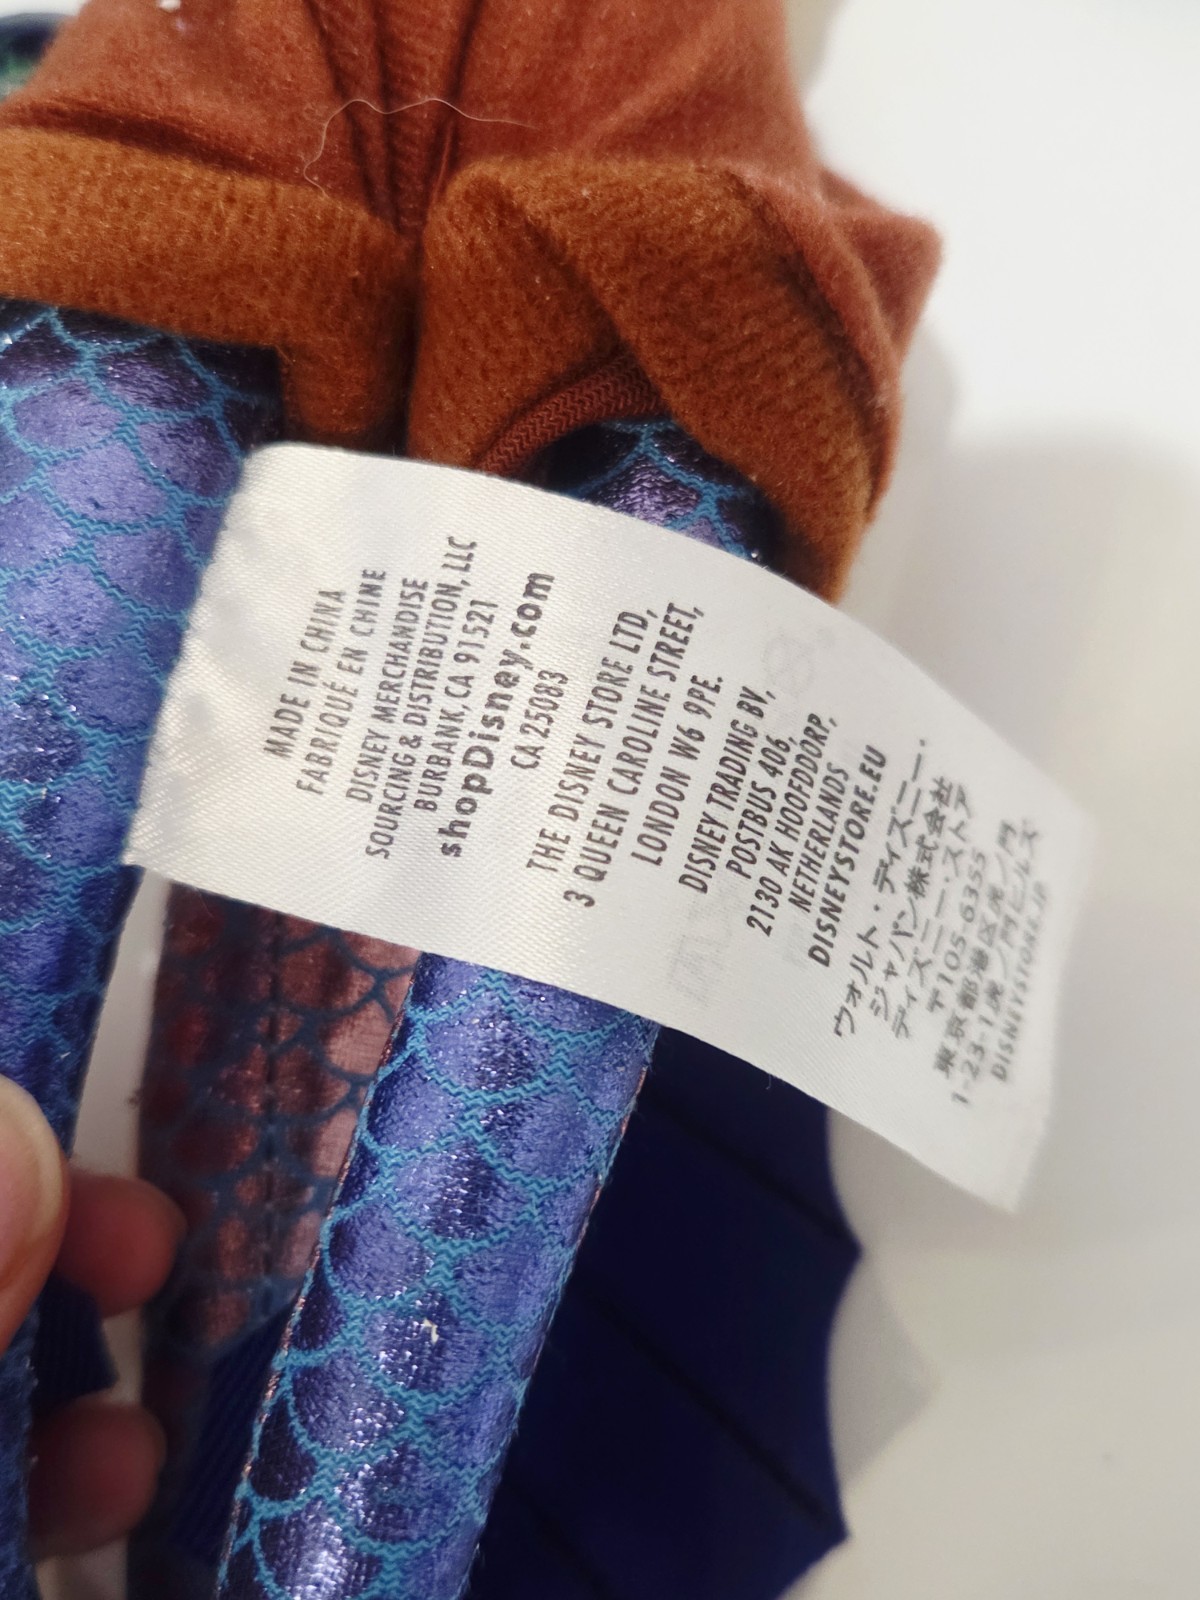 MADE IN CHINA
FABRIQUÉ EN CHINE
DISNEY MERCHANDISE
SOURCING & DISTRIBUTION, LLC
BURBANK, CA 91521
shopDisney.com
CA 25083
THE DISNEY STORE LTD,
3 QUEEN CAROLINE STREET,
LONDON W6 9PE.
DISNEY TRADING BV,
POSTBUS 406,
2130 AK HOOFDDORP,
NETHERLANDS
DISNEYSTORE.EU
ウォルト・ディズニー・
ジャパン株式会社
ディズニー・ストア
〒105-6355
東京都港区虎ノ門
1-23-1虎ノ門ヒルズ
DISNEYSTORE.JP